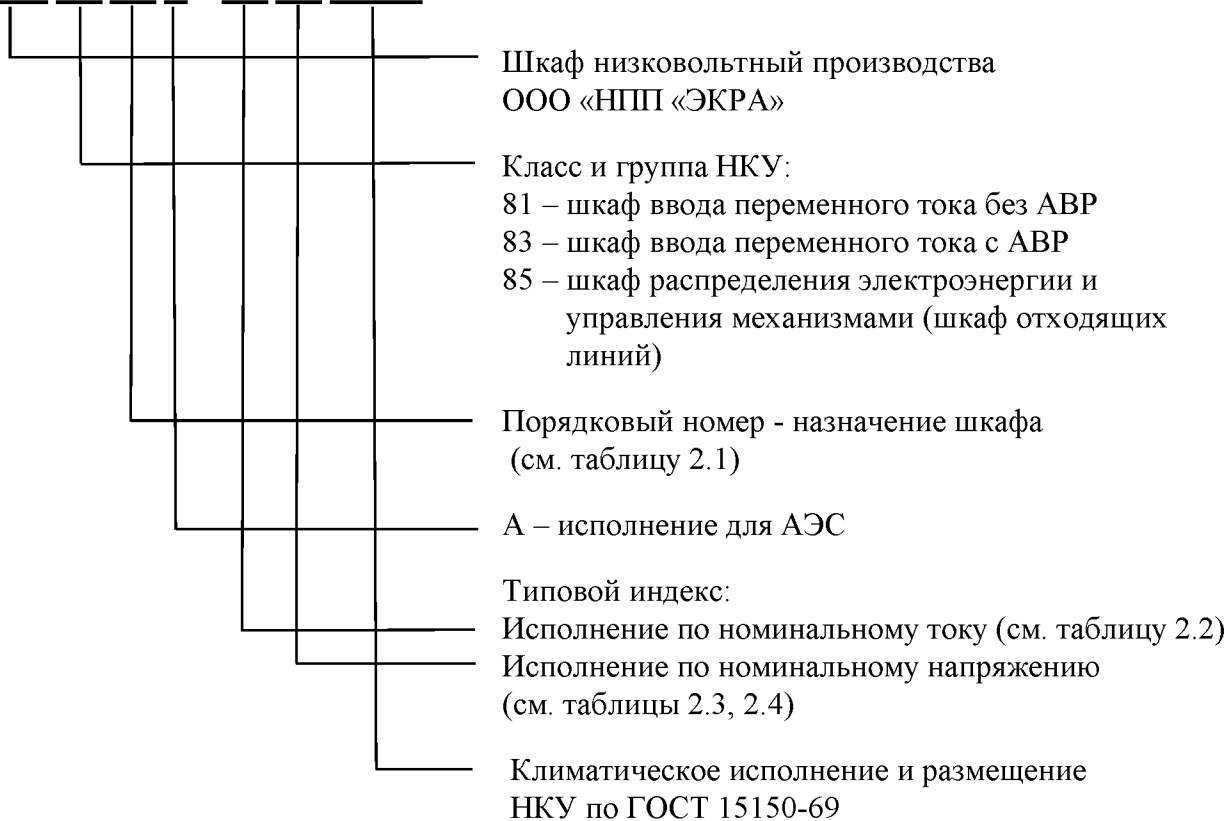 Шкаф низковольтный производства
ООО «НПП «ЭКРА»
Класс и группа НКУ:
81 – шкаф ввода переменного тока без АВР
83 – шкаф ввода переменного тока с АВР
85 – шкаф распределения электроэнергии и
управления механизмами (шкаф отходящих
линий)
Порядковый номер - назначение шкафа
(см. таблицу 2.1)
А – исполнение для АЭС
Типовой индекс:
Исполнение по номинальному току (см. таблицу 2.2)
Исполнение по номинальному напряжению
(см. таблицы 2.3, 2.4)
Климатическое исполнение и размещение
НКУ по ГОСТ 15150-69